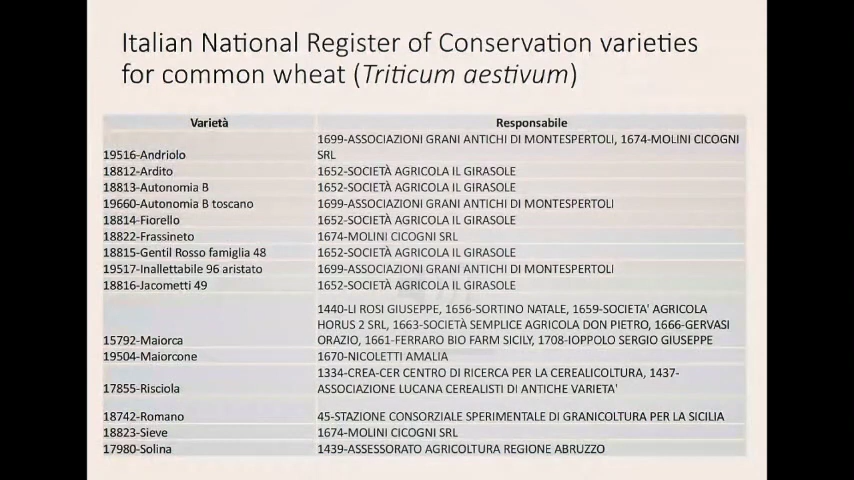 Italian National Register of Conservation varieties
for common wheat (Triticum aestivum)
Varietà Responsabile
19516-Andriolo 1699-ASSOCIAZIONI GRANI ANTICHI DI MONTESPERTOLI, 1674-MOLINI CICOGNI
SRL
18812-Ardito 1652-SOCIETÀ AGRICOLA IL GIRASOLE
18813-Autonomia B 1652-SOCIETÀ AGRICOLA IL GIRASOLE
19660-Autonomia B toscano 1699-ASSOCIAZIONI GRANI ANTICHI DI MONTESPERTOLI
18814-Fiorello 1652-SOCIETÀ AGRICOLA IL GIRASOLE
18822-Frassineto 1674-MOLINI CICOGNI SRL
18815-Gentil Rosso famiglia 48 1652-SOCIETÀ AGRICOLA IL GIRASOLE
19517-Inallettabile 96 aristato 1699-ASSOCIAZIONI GRANI ANTICHI DI MONTESPERTOLI
18816-Jacometti 49 1652-SOCIETÀ AGRICOLA IL GIRASOLE
15792-Maiorca 1440-LI ROSI GIUSEPPE, 1656-SORTINO NATALE, 1659-SOCIETA' AGRICOLA
HORUS 2 SRL, 1663-SOCIETÀ SEMPLICE AGRICOLA DON PIETRO, 1666-GERVASI
ORAZIO, 1661-FERRARO BIO FARM SICILY, 1708-IOPPOLO SERGIO GIUSEPPE
19504-Maiorcone 1670-NICOLETTI AMALIA
17855-Risciola 1334-CREA-CER CENTRO DI RICERCA PER LA CEREALICOLTURA, 1437-
ASSOCIAZIONE LUCANA CEREALISTI DI ANTICHE VARIETA'
18742-Romano 45-STAZIONE CONSORZIALE SPERIMENTALE DI GRANICOLTURA PER LA SICILIA
18823-Sieve 1674-MOLINI CICOGNI SRL
17980-Solina 1439-ASSESSORATO AGRICOLTURA REGIONE ABRUZZO